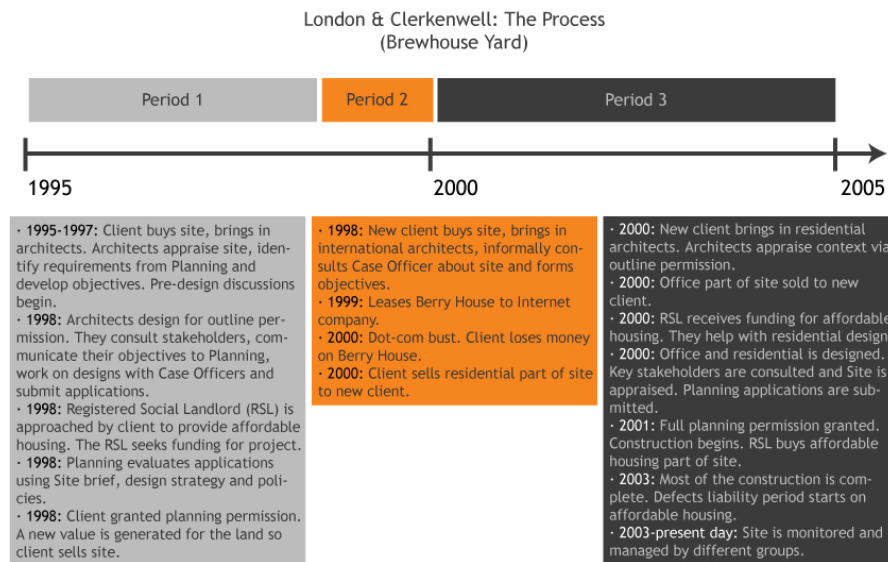 London & Clerkenwell: The Process
(Brewhouse Yard)
Period 1
Period 2
Period 3
1995
2000
2005
· 1995-1997: Client buys site, brings in
architects. Architects appraise site, iden-
tify requirements from Planning and
develop objectives. Pre-design discussions
begin.
· 1998: Architects design for outline per-
mission. They consult stakeholders, com-
municate their objectives to Planning,
work on designs with Case Officers and
submit applications.
· 1998: Registered Social Landlord (RSL) is
approached by client to provide affordable
housing. The RSL seeks funding for project.
· 1998: Planning evaluates applications
using Site brief, design strategy and poli-
cies.
· 1998: Client granted planning permission.
A new value is generated for the land so
client sells site.
· 1998: New client buys site, brings in
international architects, informally con-
sults Case Officer about site and forms
objectives.
· 1999: Leases Berry House to Internet
company.
· 2000: Dot-com bust. Client loses money
on Berry House.
· 2000: Client sells residential part of site
to new client.
· 2000: New client brings in residential
architects. Architects appraise context via
outline permission.
· 2000: Office part of site sold to new
client.
· 2000: RSL receives funding for affordable
housing. They help with residential design
· 2000: Office and residential is designed.
Key stakeholders are consulted and Site is
appraised. Planning applications are sub-
mitted.
· 2001: Full planning permission granted.
Construction begins. RSL buys affordable
housing part of site.
· 2003: Most of the construction is com-
plete. Defects liability period starts on
affordable housing.
· 2003-present day: Site is monitored and
managed by different groups.